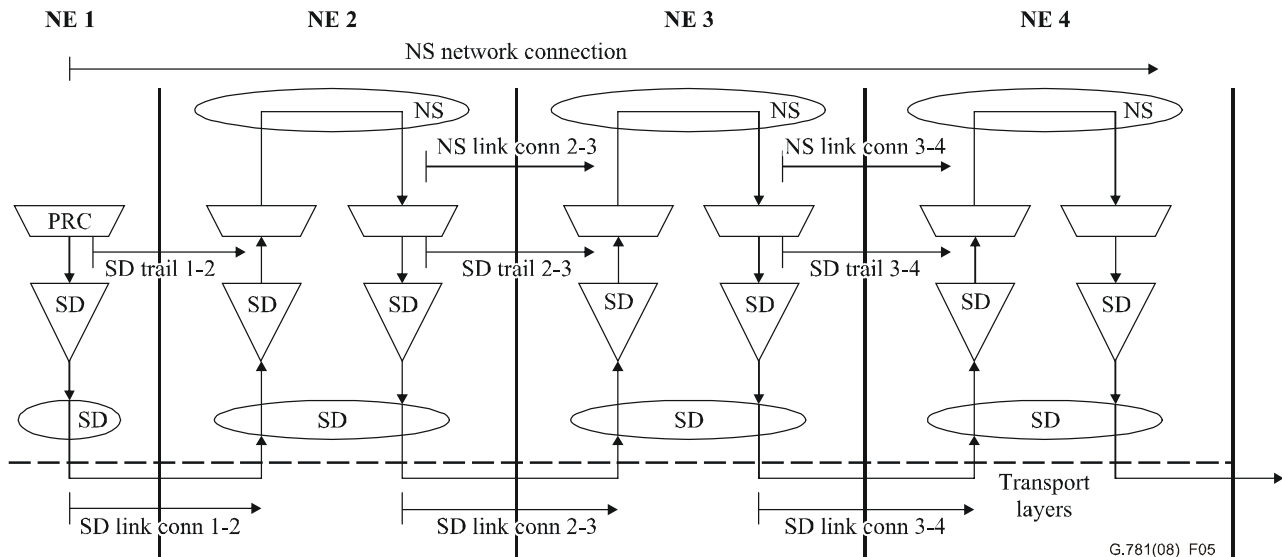 NE 1 NE 2 NE 3 NE 4
NS network connection
NS NS NS
NS link conn 2-3 NS link conn 3-4
PRC
SD trail 1-2 SD trail 2-3 SD trail 3-4
SD SD SD SD SD SD SD
SD SD SD SD
Transport
layers
SD link conn 1-2 SD link conn 2-3 SD link conn 3-4
G.781(08)_F05